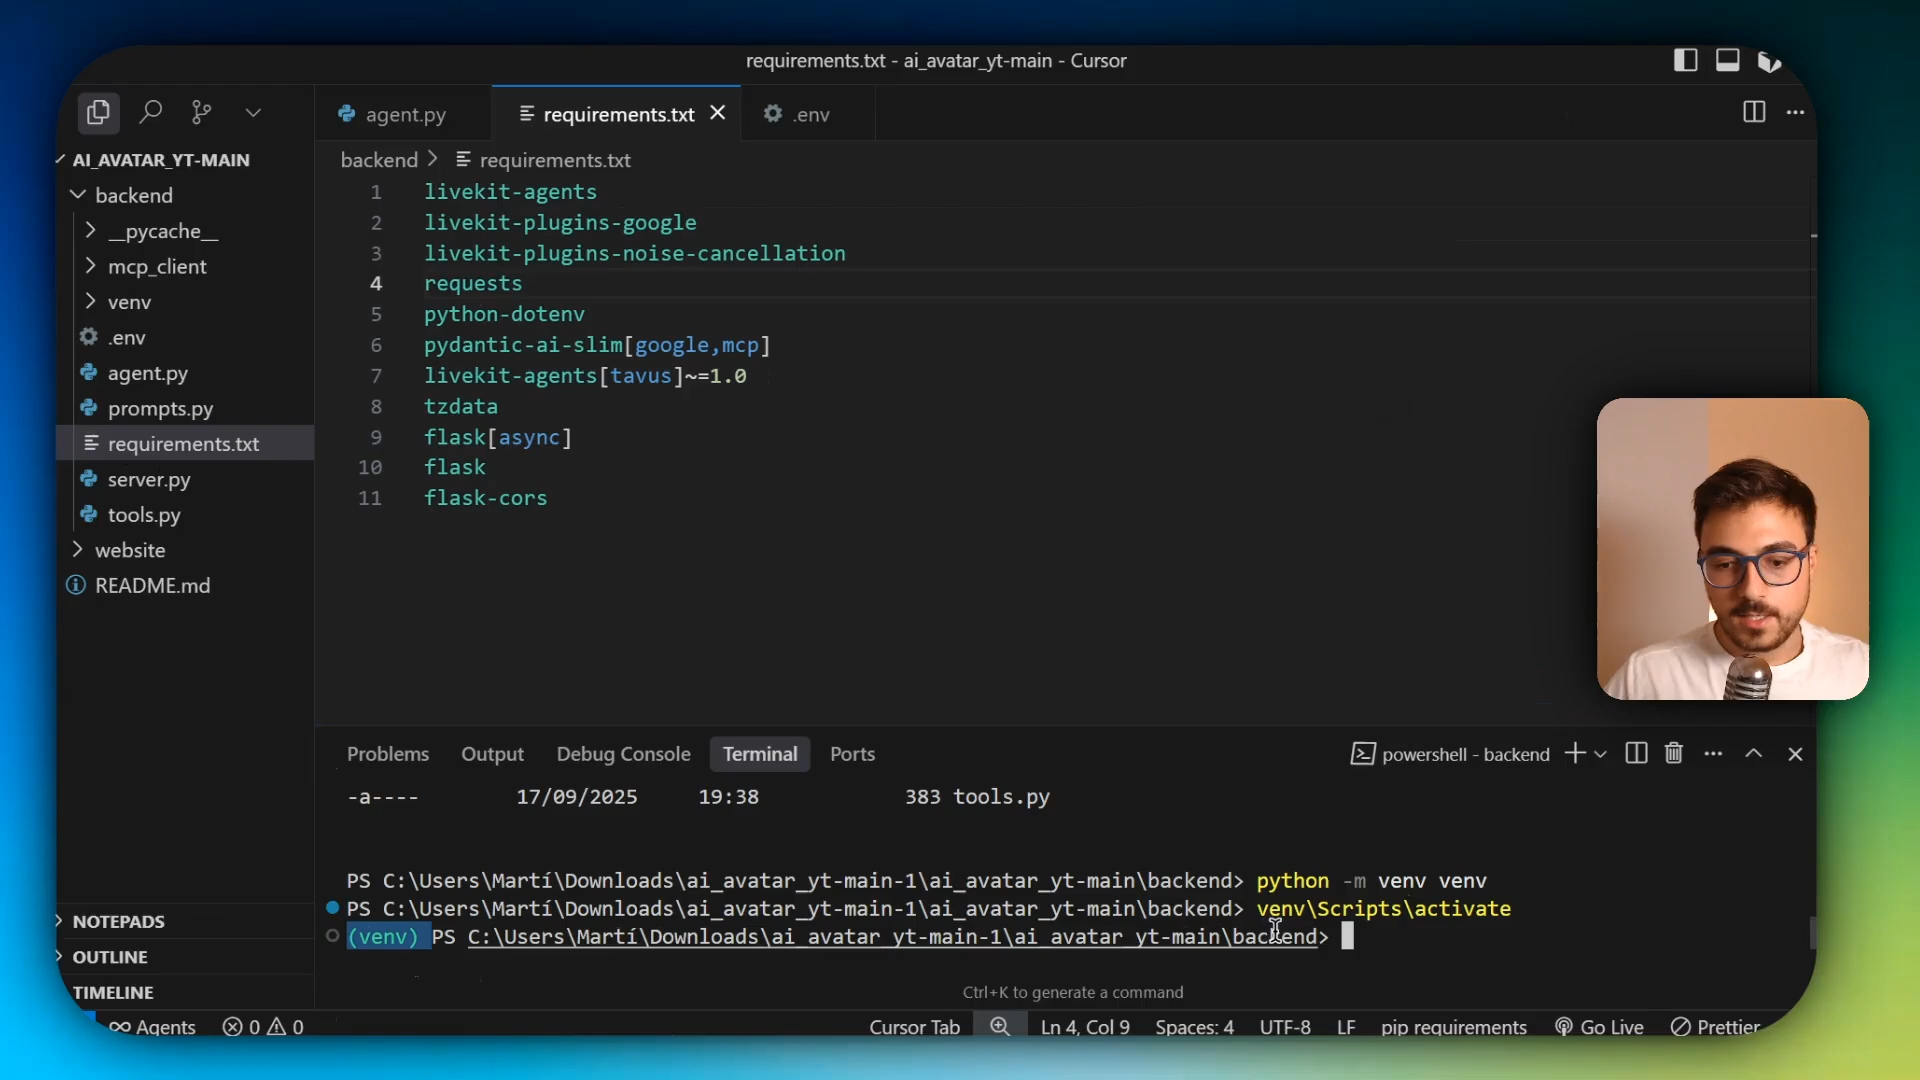 requirements.txt - ai_avatar_yt-main - Cursor
agent.py
requirements.txt
.env
AI_AVATAR_YT-MAIN
backend
__pycache__
mcp_client
venv
.env
agent.py
prompts.py
requirements.txt
server.py
tools.py
website
README.md
NOTEPADS
OUTLINE
TIMELINE
backend > requirements.txt
1 livekit-agents
2 livekit-plugins-google
3 livekit-plugins-noise-cancellation
4 requests
5 python-dotenv
6 pydantic-ai-slim[google,mcp]
7 livekit-agents[tavus]~=1.0
8 tzdata
9 flask[async]
10 flask
11 flask-cors
Problems Output Debug Console Terminal Ports
powershell - backend
-a---- 17/09/2025 19:38 383 tools.py
PS C:\Users\Martí\Downloads\ai_avatar_yt-main-1\ai_avatar_yt-main\backend> python -m venv venv
PS C:\Users\Martí\Downloads\ai_avatar_yt-main-1\ai_avatar_yt-main\backend> venv\Scripts\activate
(venv) PS C:\Users\Martí\Downloads\ai_avatar_yt-main-1\ai_avatar_yt-main\backend>
Ctrl+K to generate a command
Agents 0 0 Cursor Tab Ln 4, Col 9 Spaces: 4 UTF-8 LF pip requirements Go Live Prettier